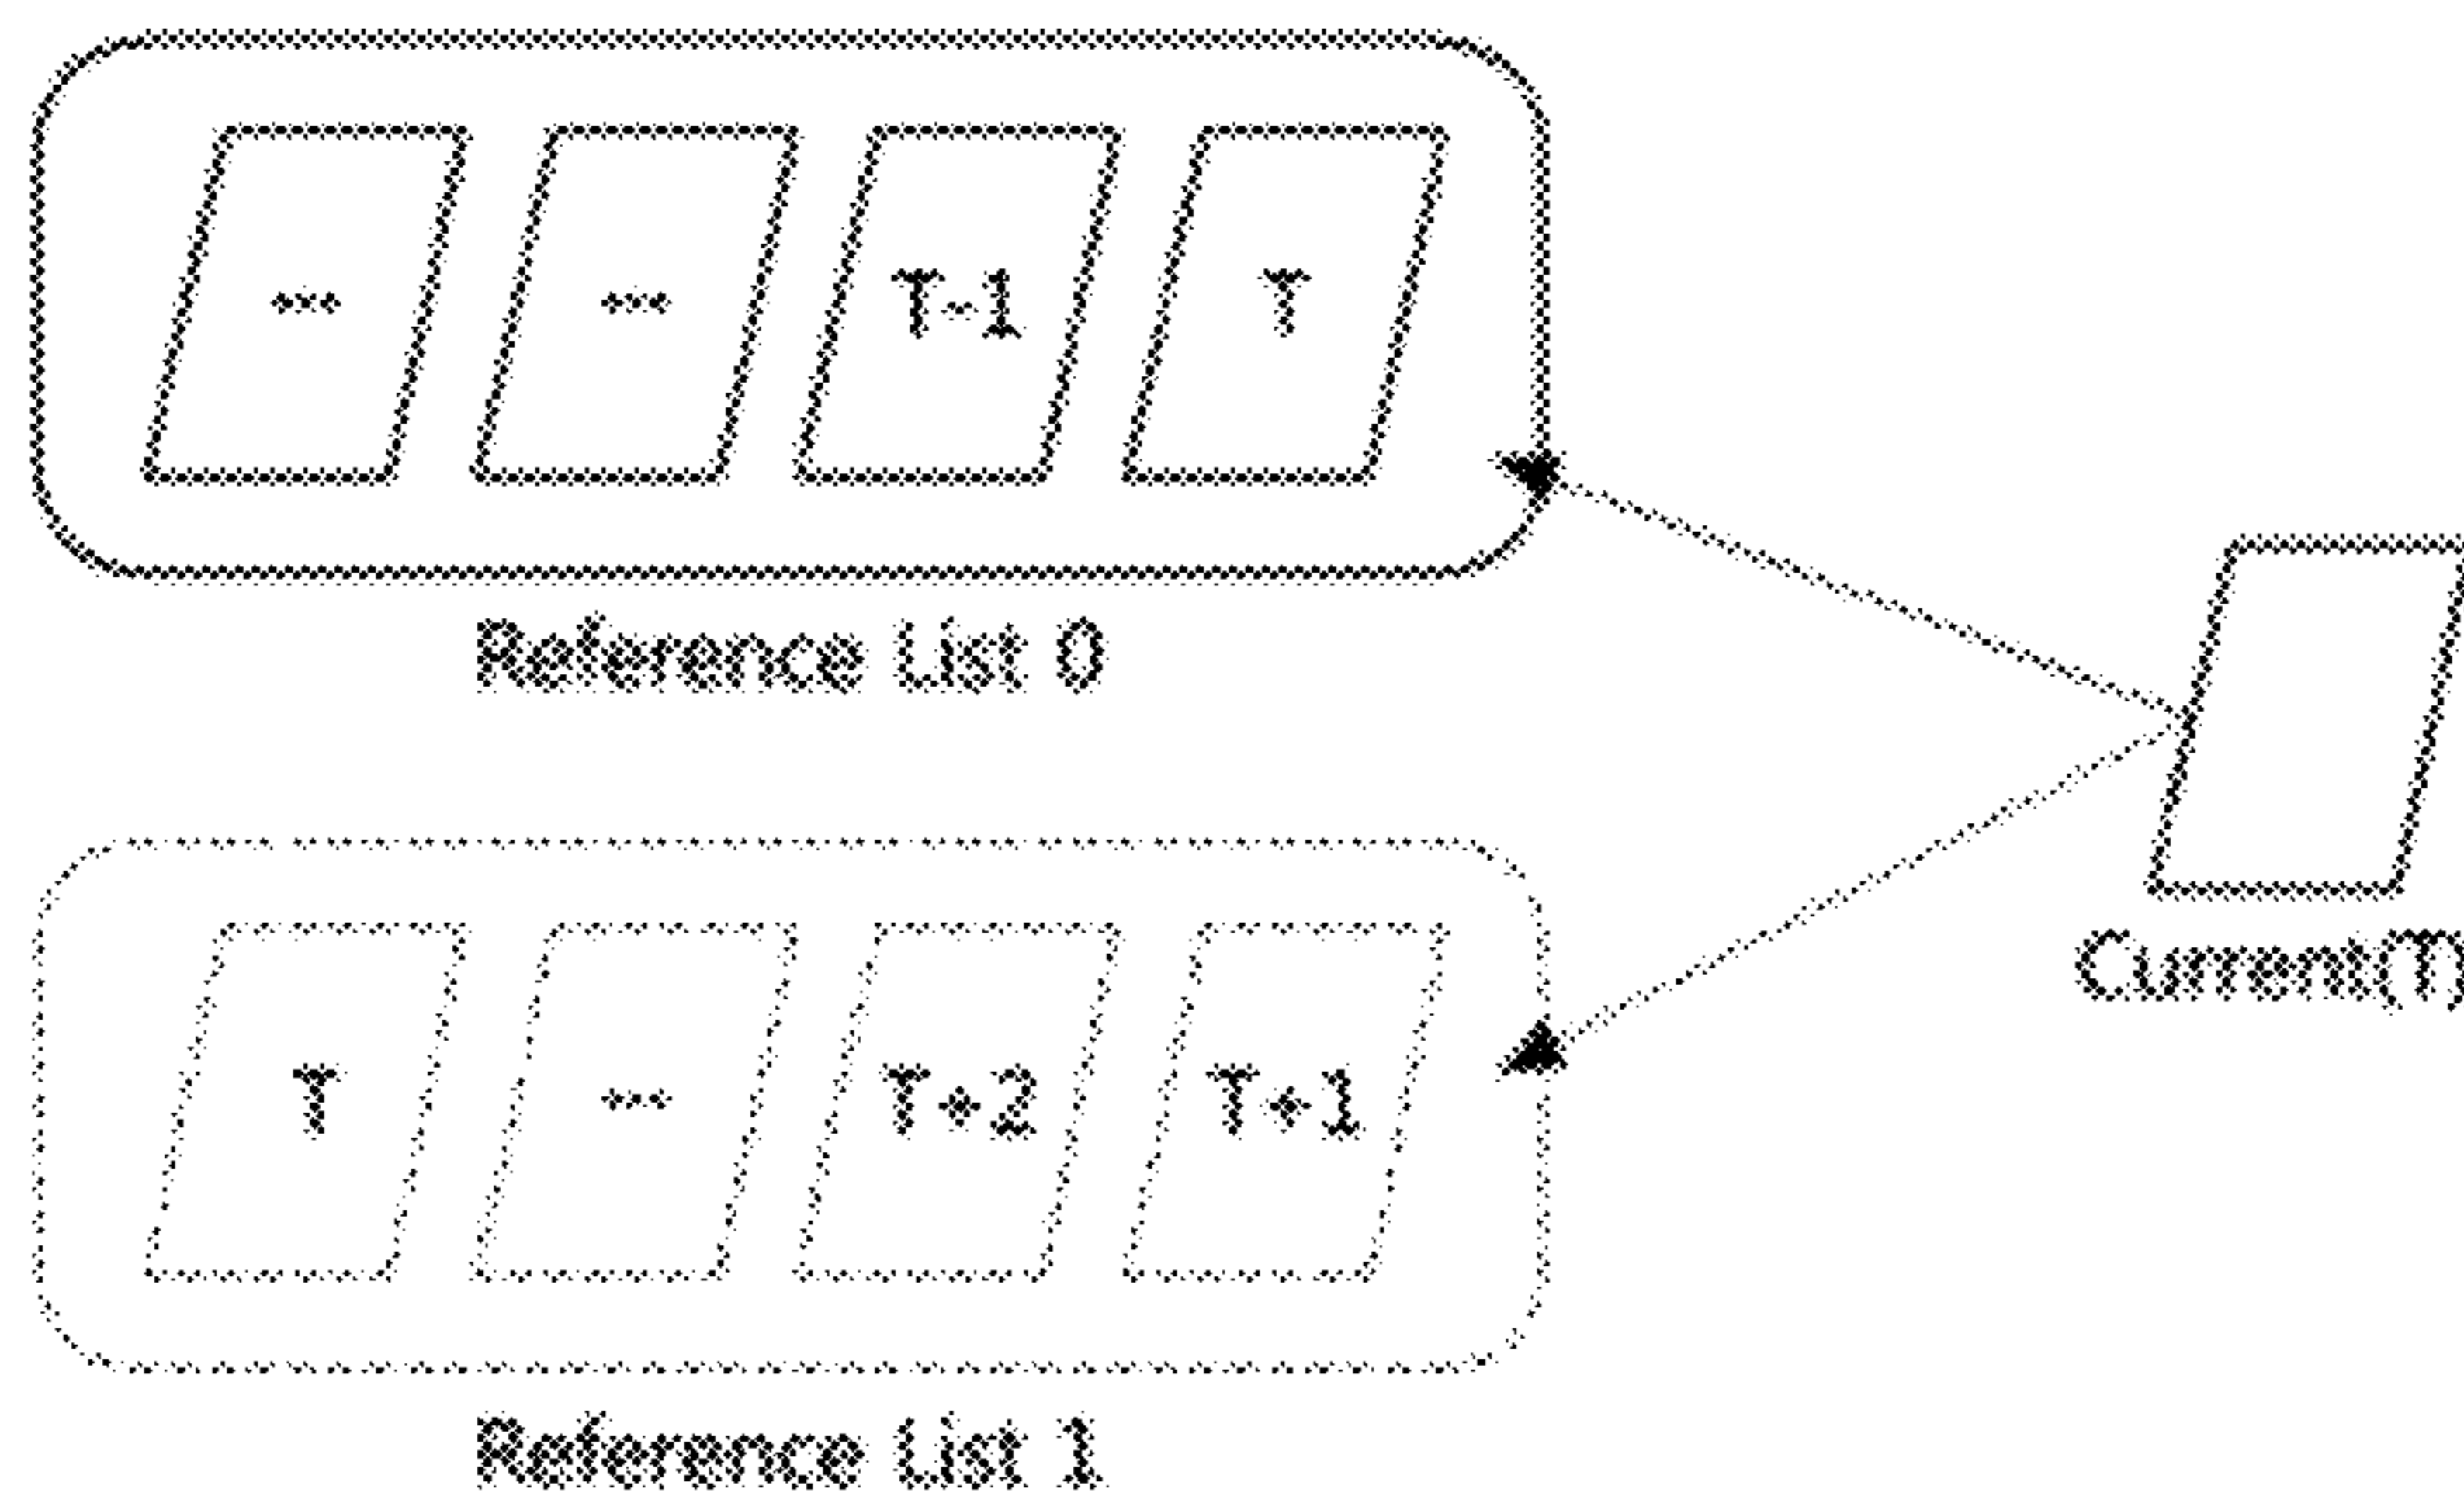 --- --- T-1 T
Reference List 0
Current(T)
T --- T+2 T+1
Reference List 1